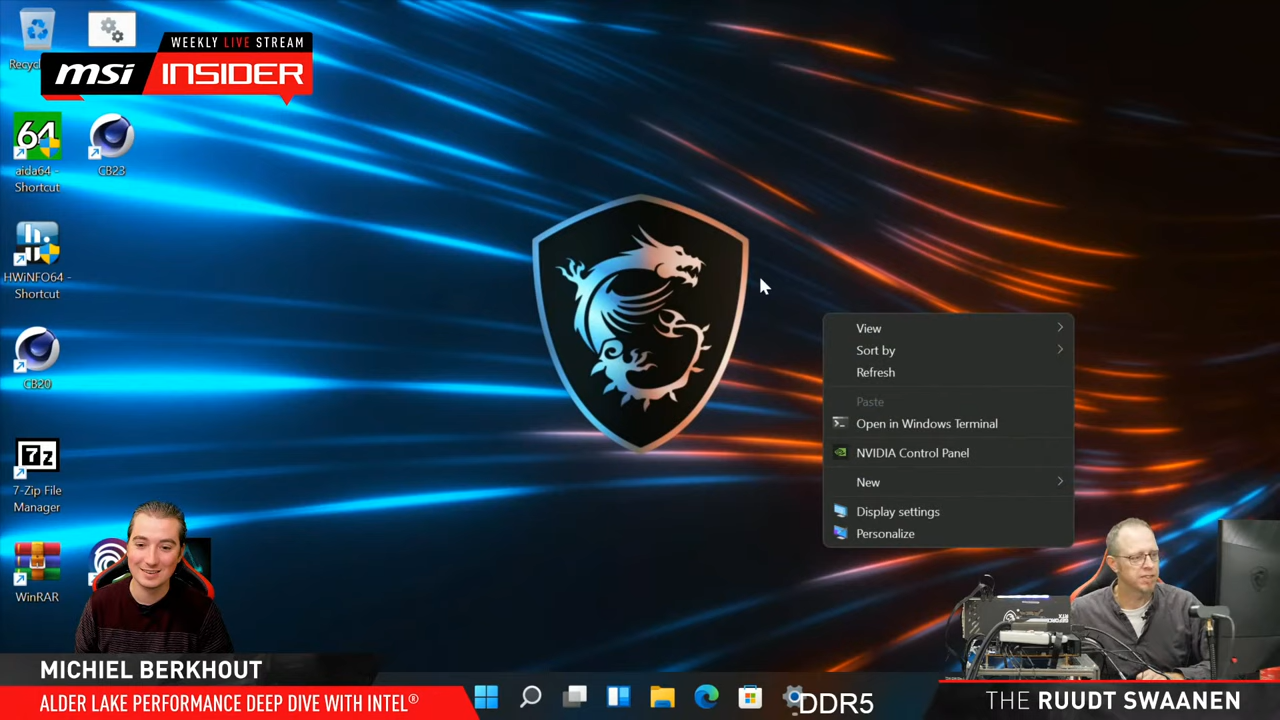 WEEKLY LIVE STREAM
msi INSIDER
Recyc
64
aida64 -
Shortcut
CB23
HWiNFO64 -
Shortcut
CB20
7z
7-Zip File
Manager
WinRAR
View
Sort by
Refresh
Paste
Open in Windows Terminal
NVIDIA Control Panel
New
Display settings
Personalize
MICHIEL BERKHOUT
ALDER LAKE PERFORMANCE DEEP DIVE WITH INTEL®
DDR5
THE RUUDT SWAANEN